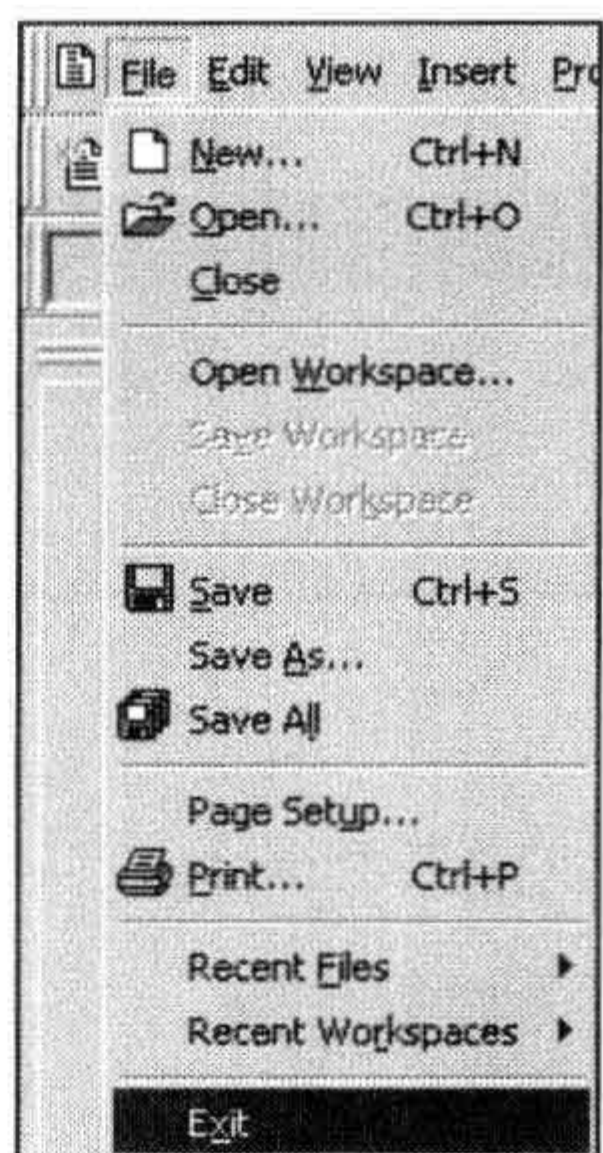 File Edit View Insert Pro
New... Ctrl+N
Open... Ctrl+O
Close
Open Workspace...
Save Workspace
Close Workspace
Save Ctrl+S
Save As...
Save All
Page Setup...
Print... Ctrl+P
Recent Files
Recent Workspaces
Exit